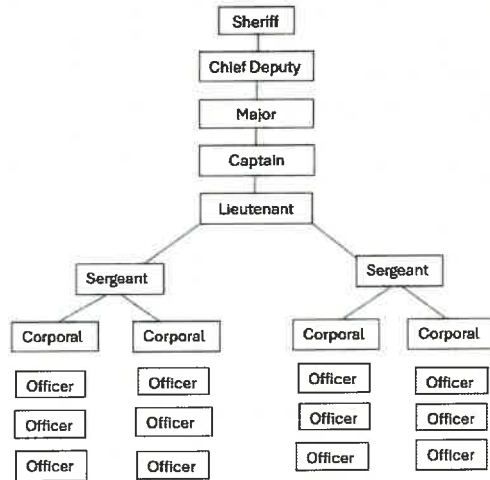 Sheriff
Chief Deputy
Major
Captain
Lieutenant
Sergeant
Sergeant
Corporal
Corporal
Corporal
Corporal
Officer
Officer
Officer
Officer
Officer
Officer
Officer
Officer
Officer
Officer
Officer
Officer